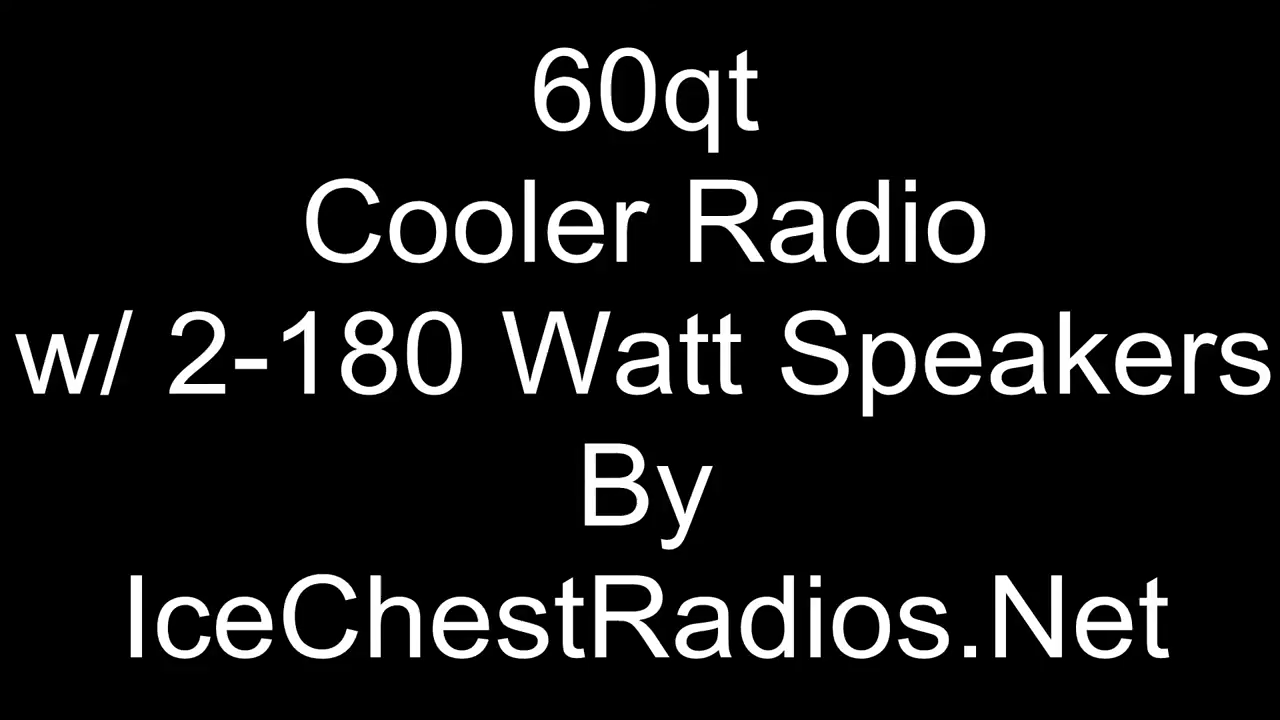 60qt
Cooler Radio
w/ 2-180 Watt Speakers
By
IceChestRadios.Net